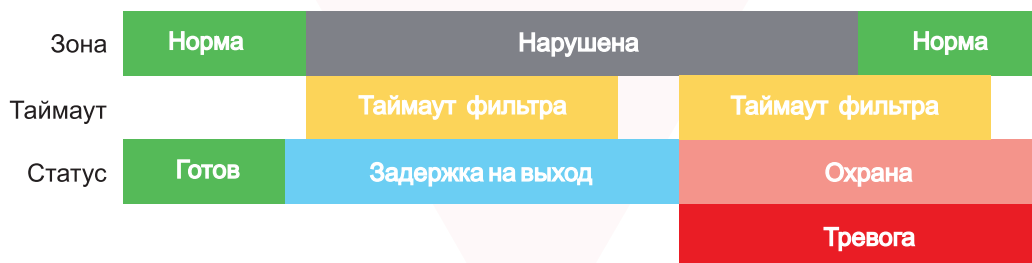 Зона Норма Нарушена Норма
Таймаут Таймаут фильтра Таймаут фильтра
Статус Готов Задержка на выход Охрана
Тревога